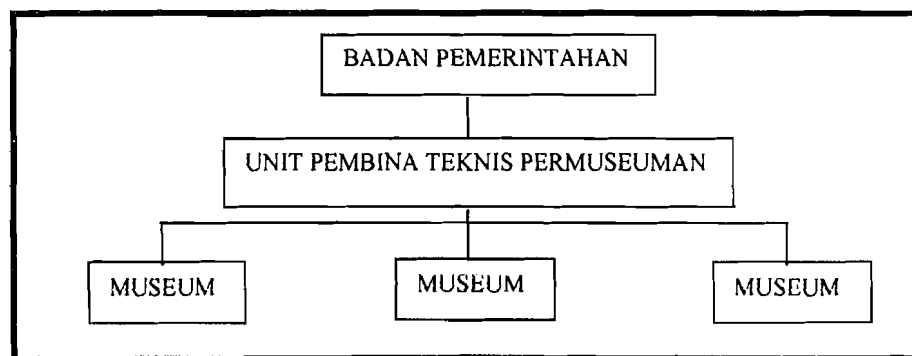 BADAN PEMERINTAHAN
UNIT PEMBINA TEKNIS PERMUSEUMAN
MUSEUM
MUSEUM
MUSEUM